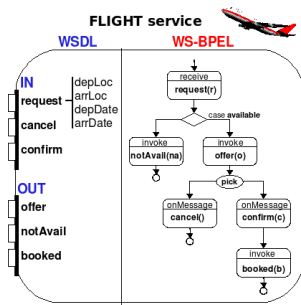 FLIGHT service
WSDL
WS-BPEL
IN
request
depLoc
arrLoc
depDate
arrDate
cancel
confirm
OUT
offer
notAvail
booked
receive
request(r)
case available
invoke
notAvail(na)
invoke
offer(o)
pick
onMessage
cancel()
onMessage
confirm(c)
invoke
booked(b)